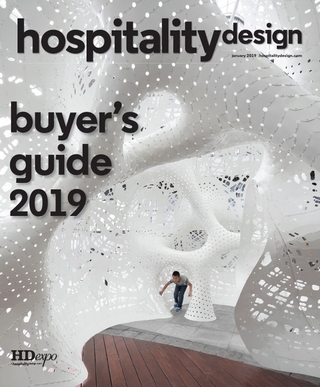 hospitalitydesign
january 2019 hospitalitydesign.com
buyer's
guide
2019
HDexpo